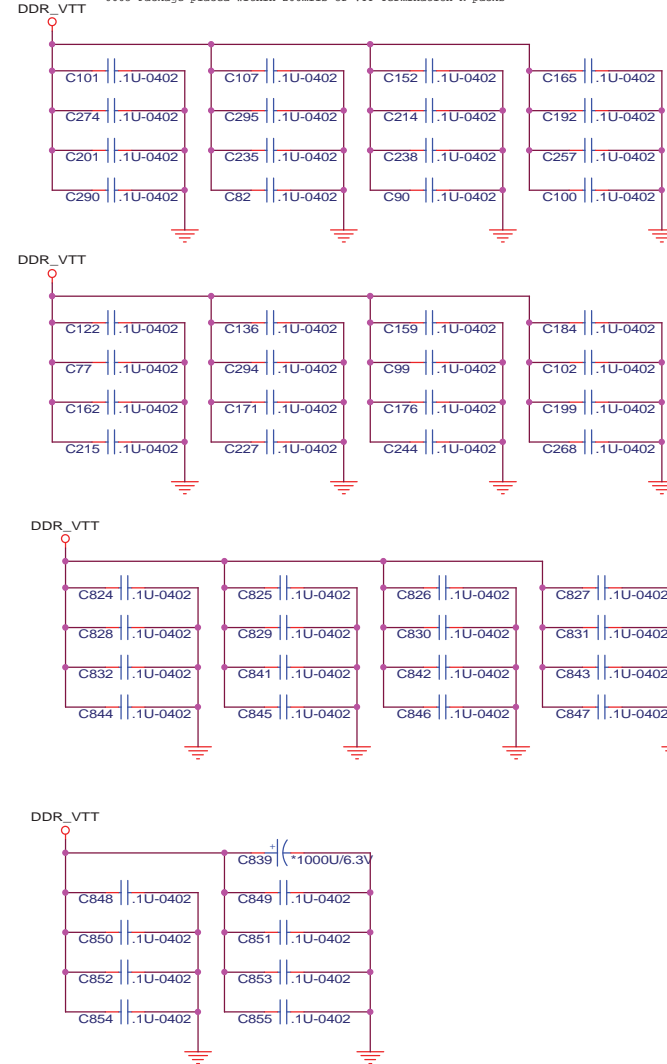 DDR_VTT
C101 .1U-0402 C107 .1U-0402 C152 .1U-0402 C165 .1U-0402
C274 .1U-0402 C295 .1U-0402 C214 .1U-0402 C192 .1U-0402
C201 .1U-0402 C235 .1U-0402 C238 .1U-0402 C257 .1U-0402
C290 .1U-0402 C82 .1U-0402 C90 .1U-0402 C100 .1U-0402
DDR_VTT
C122 .1U-0402 C136 .1U-0402 C159 .1U-0402 C184 .1U-0402
C77 .1U-0402 C294 .1U-0402 C99 .1U-0402 C102 .1U-0402
C162 .1U-0402 C171 .1U-0402 C176 .1U-0402 C199 .1U-0402
C215 .1U-0402 C227 .1U-0402 C244 .1U-0402 C268 .1U-0402
DDR_VTT
C824 .1U-0402 C825 .1U-0402 C826 .1U-0402 C827 .1U-0402
C828 .1U-0402 C829 .1U-0402 C830 .1U-0402 C831 .1U-0402
C832 .1U-0402 C841 .1U-0402 C842 .1U-0402 C843 .1U-0402
C844 .1U-0402 C845 .1U-0402 C846 .1U-0402 C847 .1U-0402
DDR_VTT
C839 + *1000U/6.3V
C848 .1U-0402 C849 .1U-0402
C850 .1U-0402 C851 .1U-0402
C852 .1U-0402 C853 .1U-0402
C854 .1U-0402 C855 .1U-0402